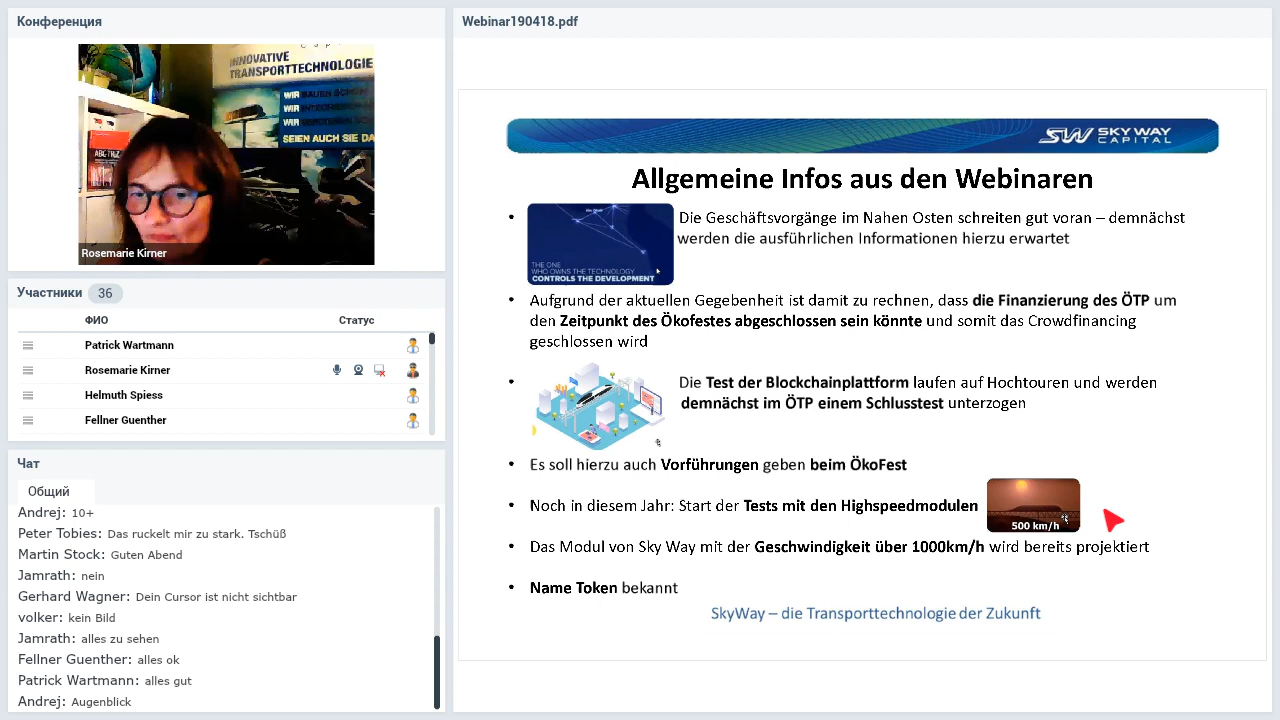 Конференция
INNOVATIVE
TRANSPORTTECHNOLOGIE
WIR BAUEN SCHON
WIR
WIR
SEIEN AUCH SIE DA
Rosemarie Kirner
Участники 36
ФИО Статус
Patrick Wartmann
Rosemarie Kirner
Helmuth Spiess
Fellner Guenther
Чат
Общий
Andrej: 10+
Peter Tobies: Das ruckelt mir zu stark. Tschüß
Martin Stock: Guten Abend
Jamrath: nein
Gerhard Wagner: Dein Cursor ist nicht sichtbar
volker: kein Bild
Jamrath: alles zu sehen
Fellner Guenther: alles ok
Patrick Wartmann: alles gut
Andrej: Augenblick
Webinar190418.pdf
SW SKY WAY
CAPITAL
Allgemeine Infos aus den Webinaren
• Die Geschäftsvorgänge im Nahen Osten schreiten gut voran – demnächst
werden die ausführlichen Informationen hierzu erwartet
THE ONE
WHO OWNS THE TECHNOLOGY
CONTROLS THE DEVELOPMENT
• Aufgrund der aktuellen Gegebenheit ist damit zu rechnen, dass die Finanzierung des ÖTP um
den Zeitpunkt des Ökofestes abgeschlossen sein könnte und somit das Crowdfinancing
geschlossen wird
• Die Test der Blockchainplattform laufen auf Hochtouren und werden
demnächst im ÖTP einem Schlusstest unterzogen
• Es soll hierzu auch Vorführungen geben beim ÖkoFest
• Noch in diesem Jahr: Start der Tests mit den Highspeedmodulen
500 km/h
• Das Modul von Sky Way mit der Geschwindigkeit über 1000km/h wird bereits projektiert
• Name Token bekannt
SkyWay – die Transporttechnologie der Zukunft